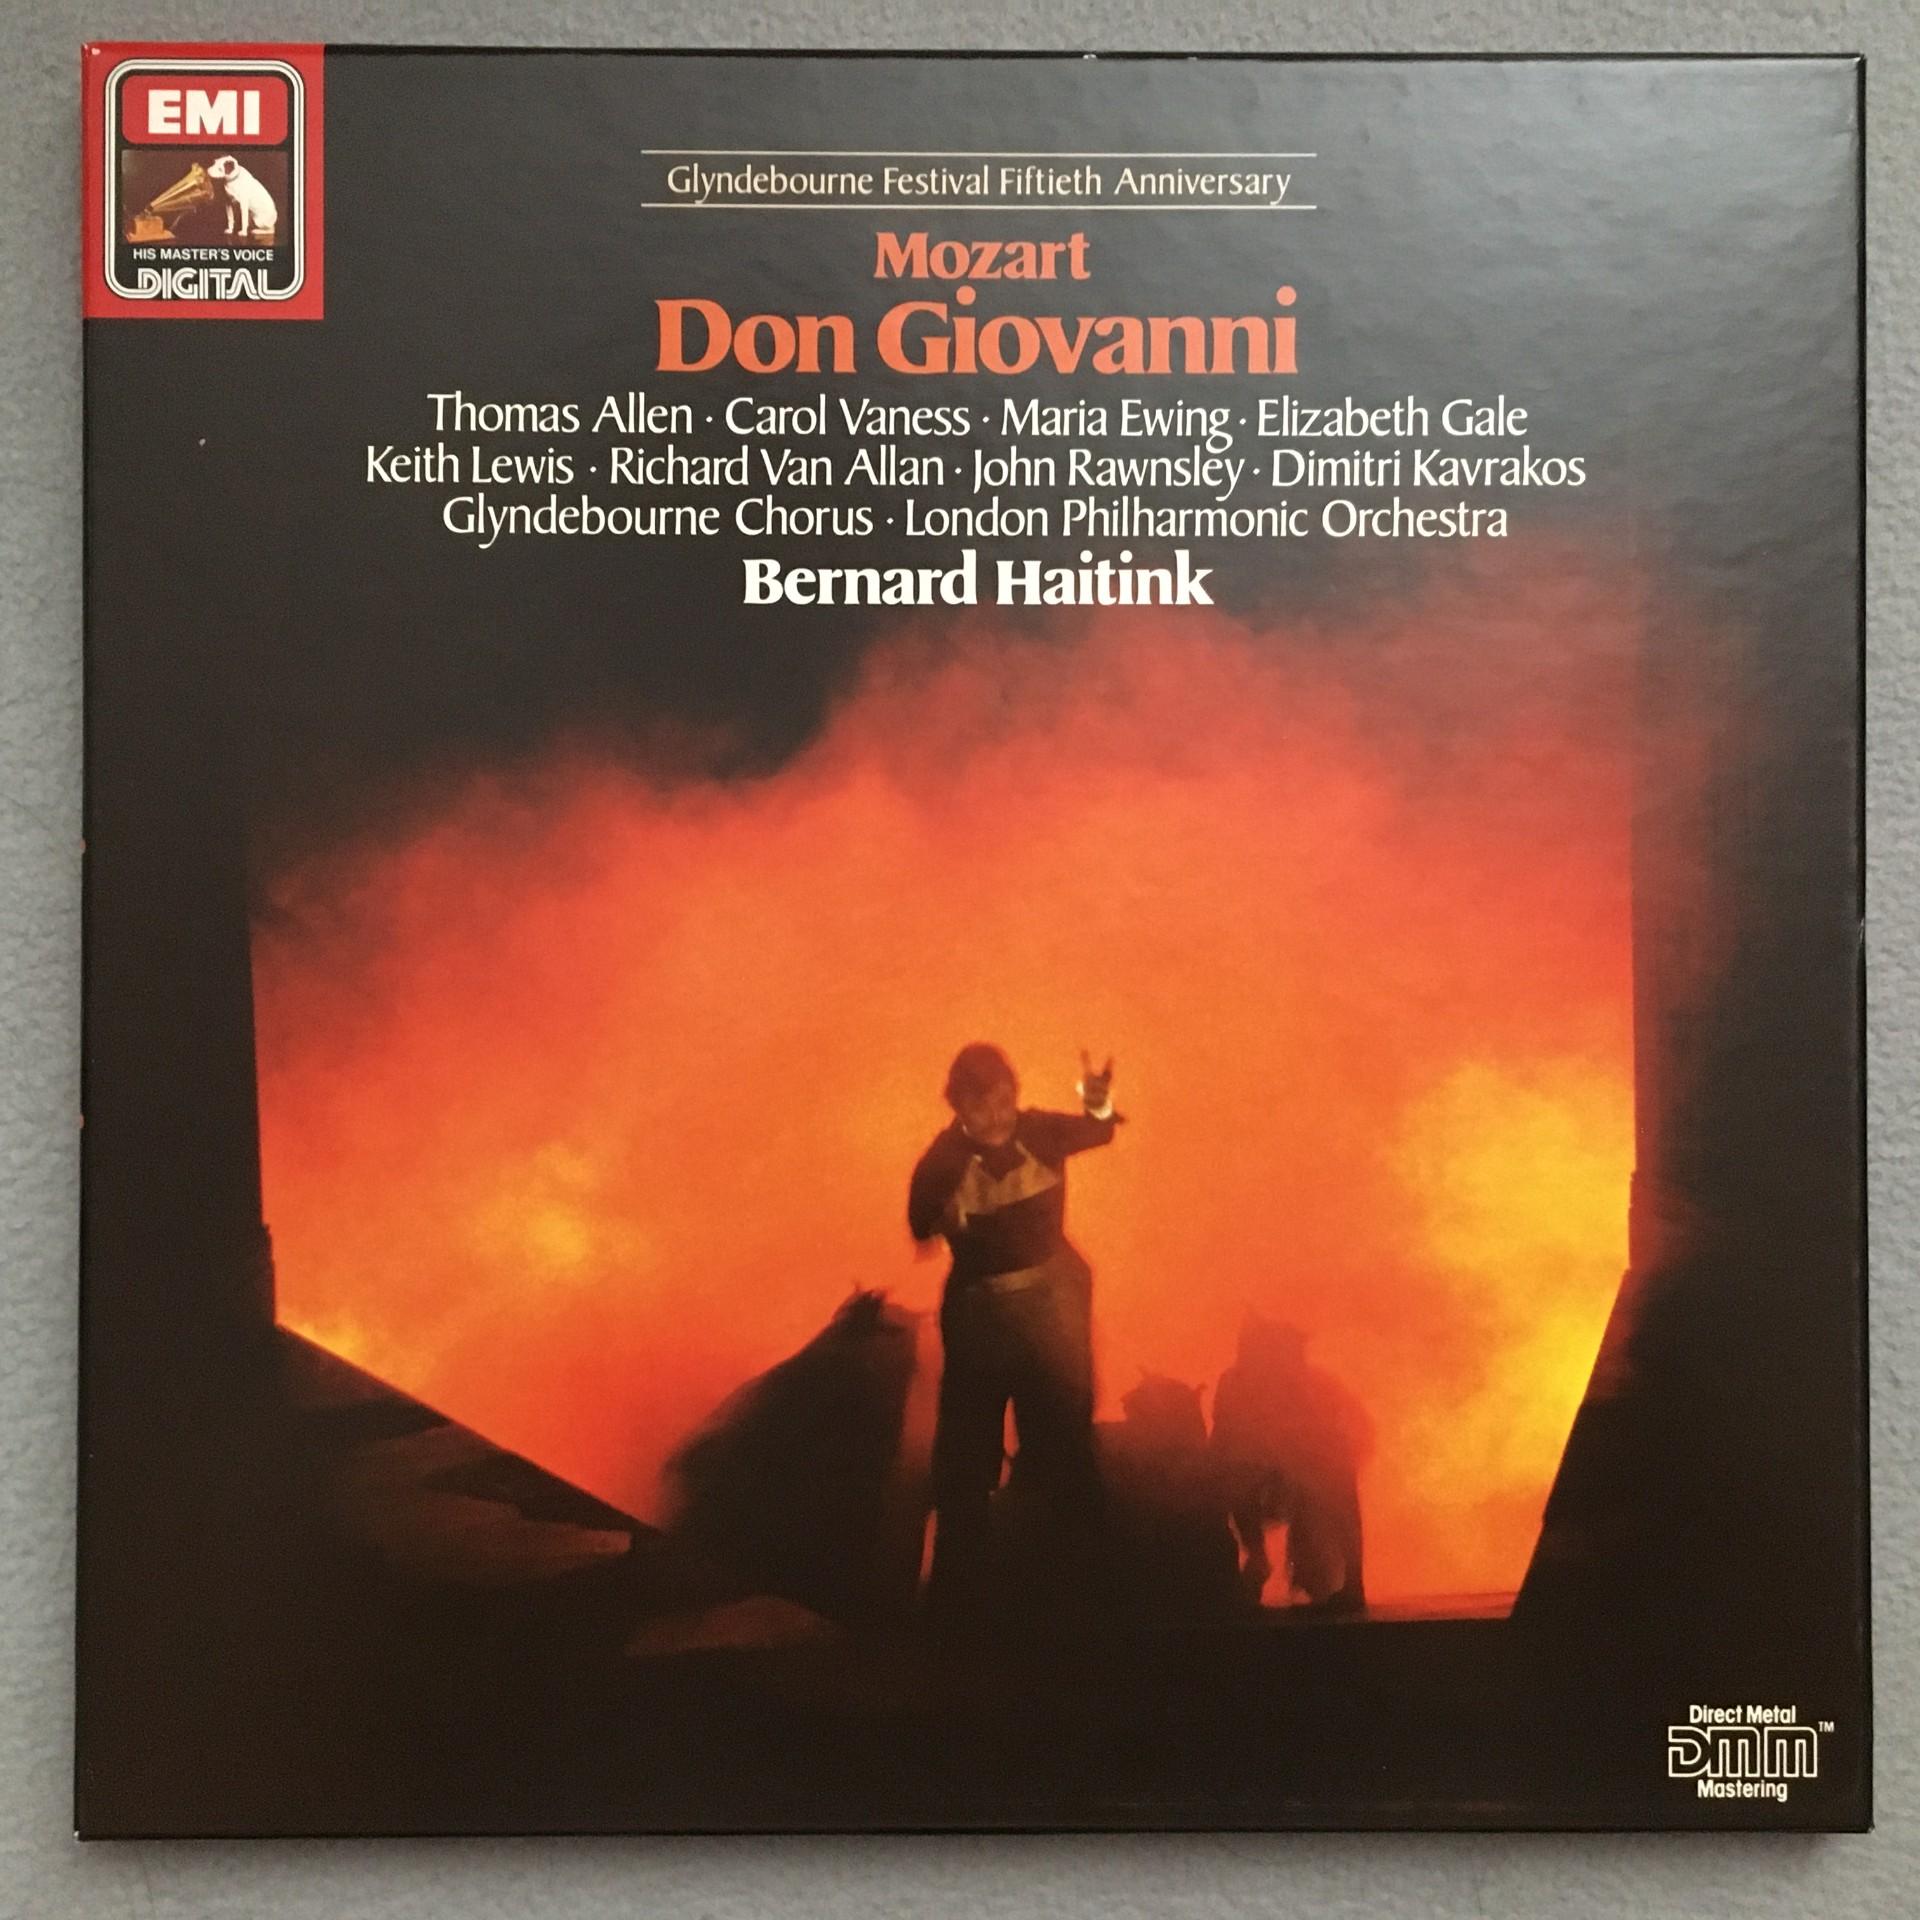 EMI
HIS MASTER'S VOICE
DIGITAL
Glyndebourne Festival Fiftieth Anniversary
Mozart
Don Giovanni
Thomas Allen · Carol Vaness · Maria Ewing · Elizabeth Gale
Keith Lewis · Richard Van Allan · John Rawnsley · Dimitri Kavrakos
Glyndebourne Chorus · London Philharmonic Orchestra
Bernard Haitink
Direct Metal
DMM™
Mastering